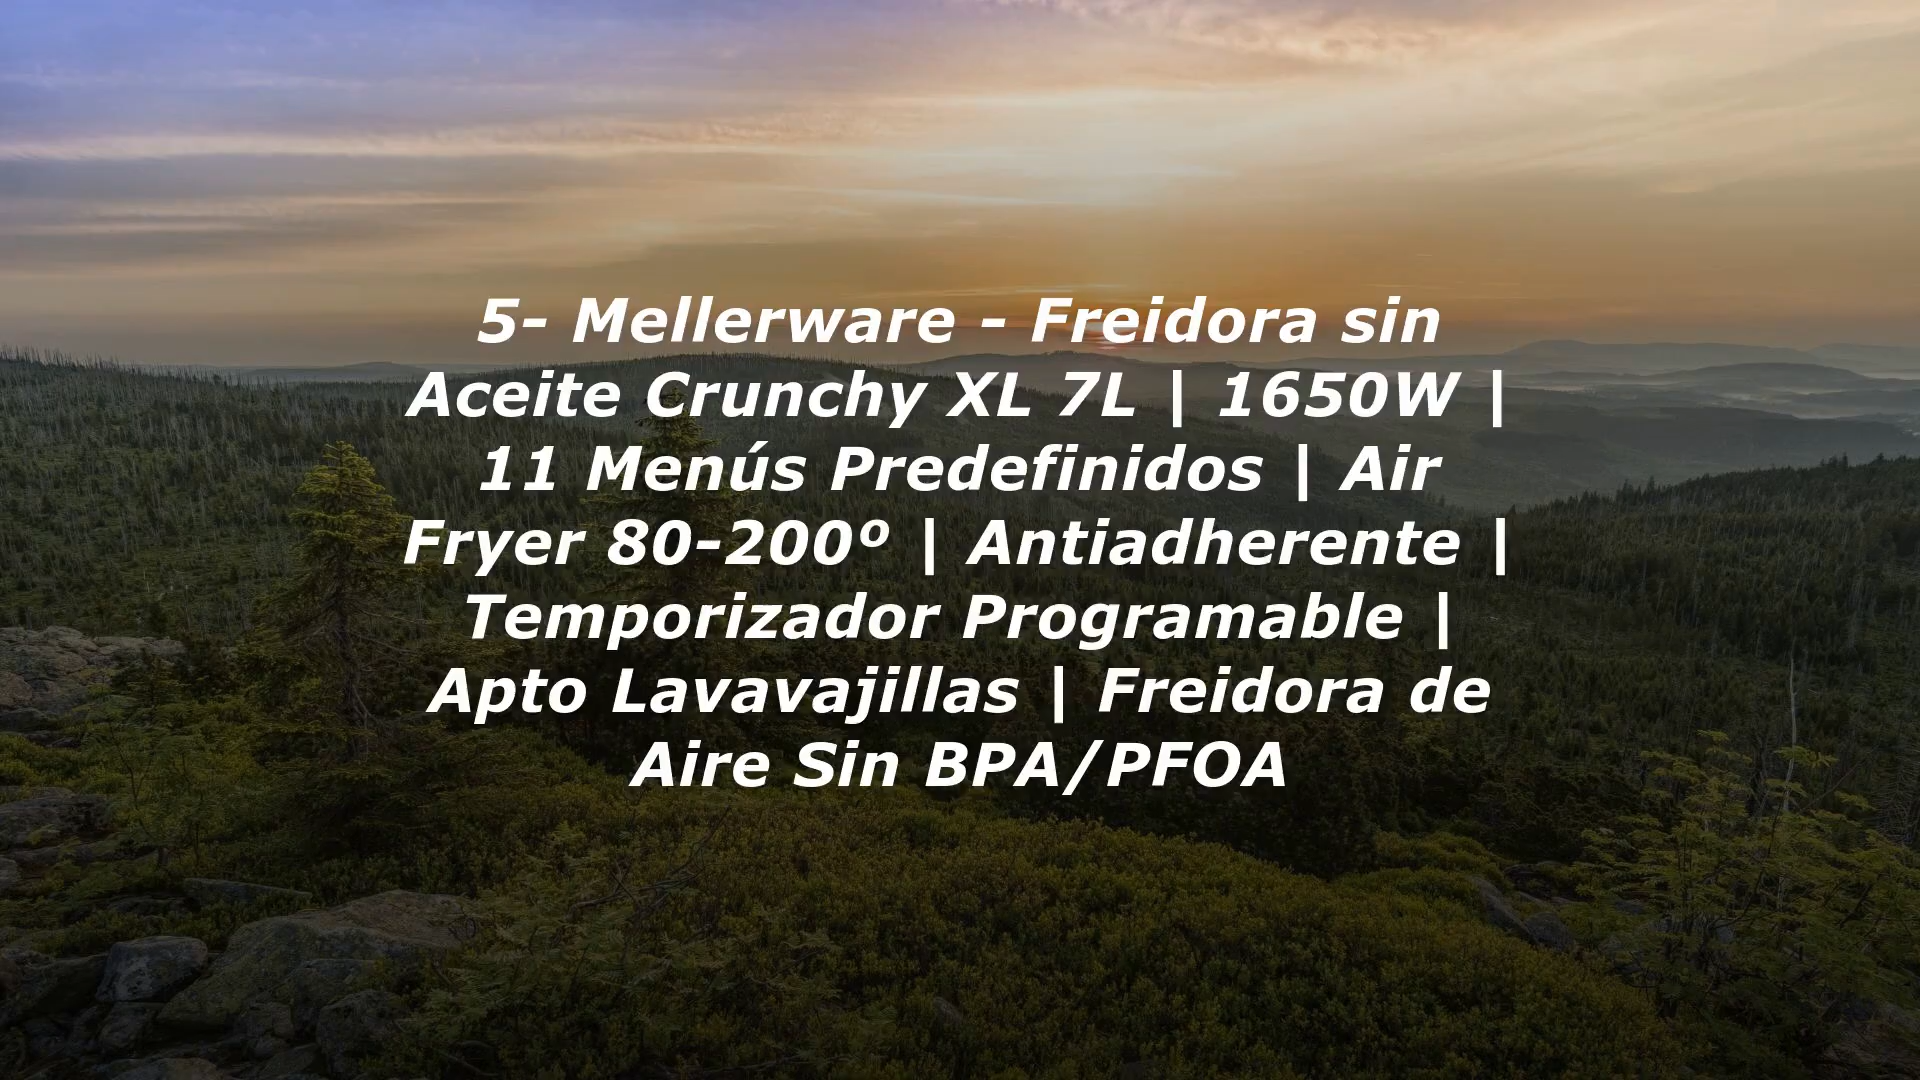 5- Mellerware - Freidora sin
Aceite Crunchy XL 7L | 1650W |
11 Menús Predefinidos | Air
Fryer 80-200º | Antiadherente |
Temporizador Programable |
Apto Lavavajillas | Freidora de
Aire Sin BPA/PFOA